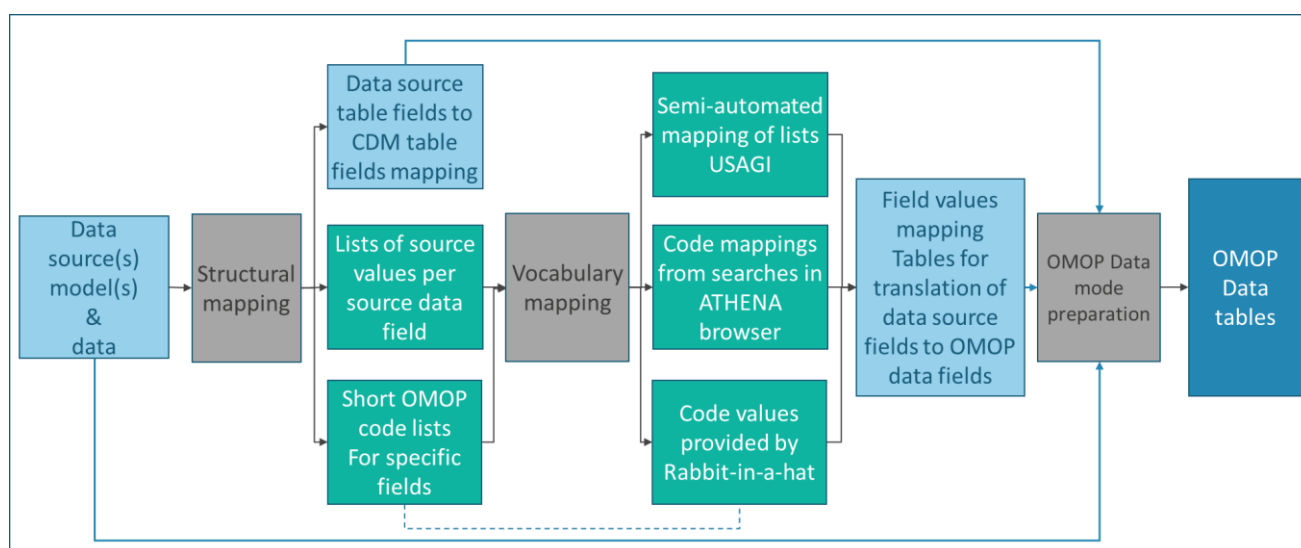 Data
source(s)
model(s)
&
data
Structural
mapping
Data source
table fields to
CDM table
fields mapping
Lists of source
values per
source data
field
Short OMOP
code lists
For specific
fields
Vocabulary
mapping
Semi-automated
mapping of lists
USAGI
Code mappings
from searches in
ATHENA
browser
Code values
provided by
Rabbit-in-a-hat
Field values
mapping
Tables for
translation of
data source
fields to OMOP
data fields
OMOP Data
mode
preparation
OMOP
Data
tables